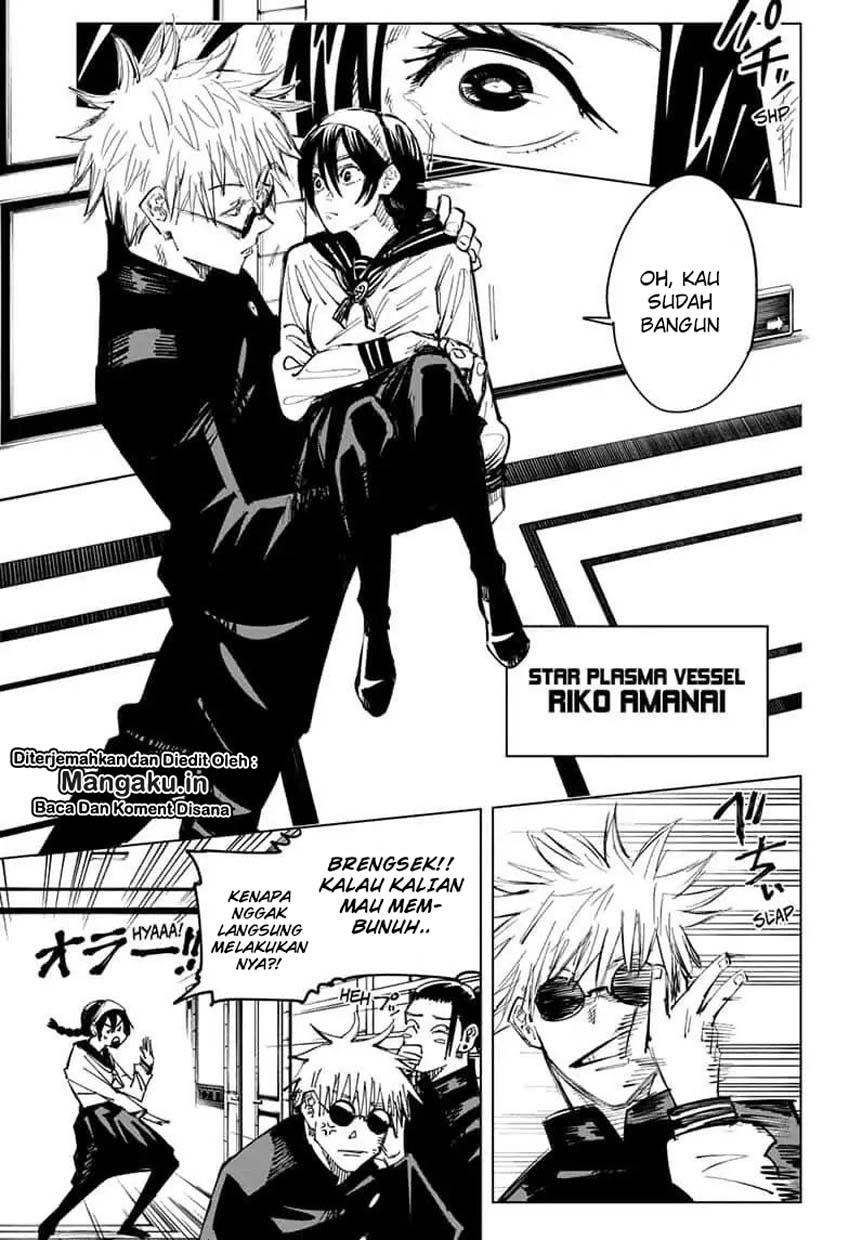 パチッ
SHP
OH, KAU
SUDAH
BANGUN
STAR PLASMA VESSEL
RIKO AMANAI
Diterjemahkan dan Diedit Oleh :
Mangaku.in
Baca Dan Koment Disana
べちぃ
SLAP
BRENGSEK!!
KALAU KALIAN
MAU MEM-
BUNUH..
KENAPA
NGGAK
LANGSUNG
MELAKUKAN
NYA?!
HEH
プッ
HYAAA!
オラー!!